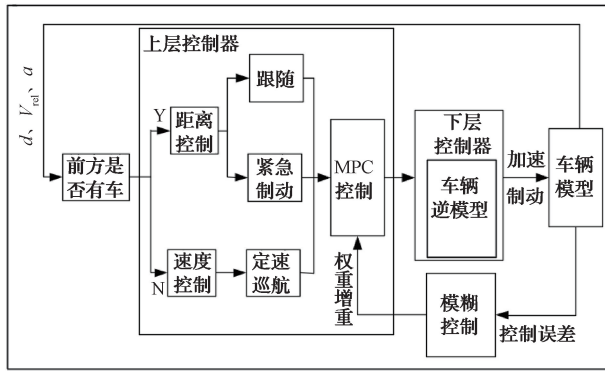 上层控制器
d、Vrel、a
前方是
否有车
Y
距离
控制
跟随
紧急
制动
N
速度
控制
定速
巡航
MPC
控制
下层
控制器
车辆
逆模型
加速
制动
车辆
模型
权重增重
模糊
控制
控制误差